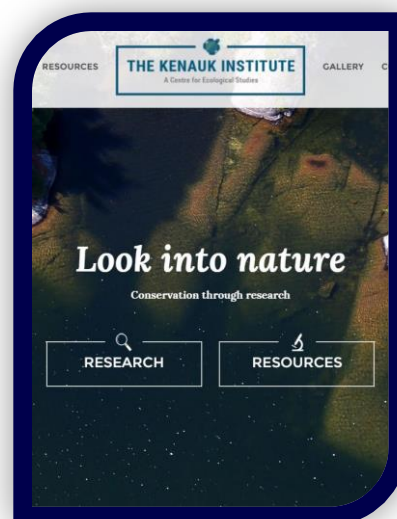 RESOURCES
THE KENAUK INSTITUTE
A Centre for Ecological Studies
GALLERY
C
Look into nature
Conservation through research
RESEARCH
RESOURCES